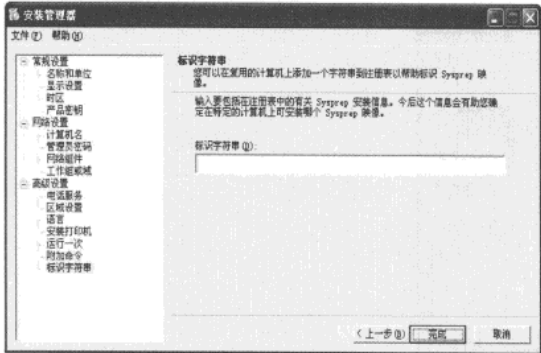 安装管理器
文件(F) 帮助(H)
常规设置
名称和单位
显示设置
时区
产品密钥
网络设置
计算机名
管理员密码
网络组件
工作组或域
高级设置
电话服务
区域设置
语言
安装打印机
运行一次
附加命令
标识字符串
标识字符串
您可以在复用的计算机上添加一个字符串到注册表以帮助标识 Sysprep 映
像。
输入要包括在注册表中的有关 Sysprep 安装信息。今后这个信息会有助您确
定在特定的计算机上可安装哪个 Sysprep 映像。
标识字符串(D):
< 上一步(B)
完成
取消